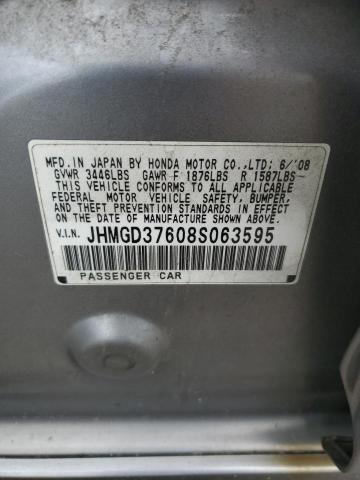 MFD. IN JAPAN BY HONDA MOTOR CO.,LTD; 6/'08
GVWR 3446LBS GAWR F 1876LBS R 1587LBS
THIS VEHICLE CONFORMS TO ALL APPLICABLE
FEDERAL MOTOR VEHICLE SAFETY, BUMPER,
AND THEFT PREVENTION STANDARDS IN EFFECT
ON THE DATE OF MANUFACTURE SHOWN ABOVE.
V.I.N. JHMGD37608S063595
PASSENGER CAR